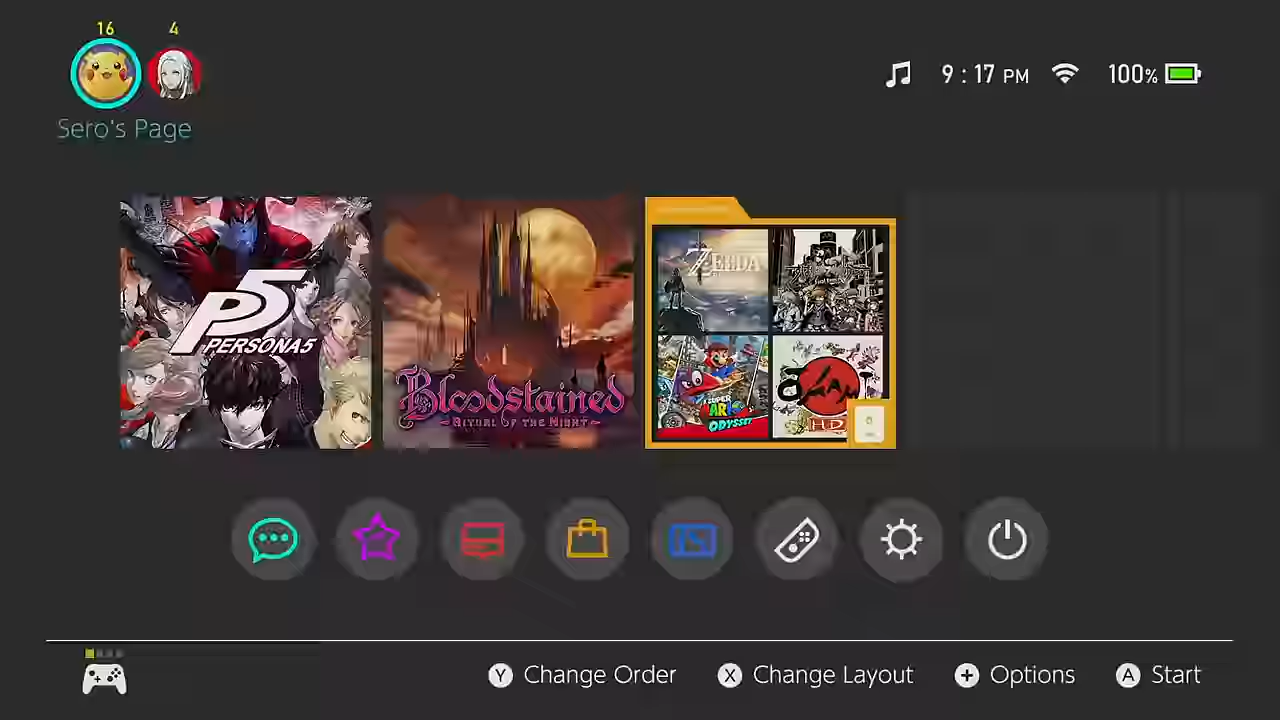 16 4
9 : 17 PM 100%
Sero's Page
P5
PERSONA5
Bloodstained
RITUAL OF THE NIGHT
ZELDA
SUPER
ODYSSEY
HD
Y Change Order X Change Layout + Options A Start